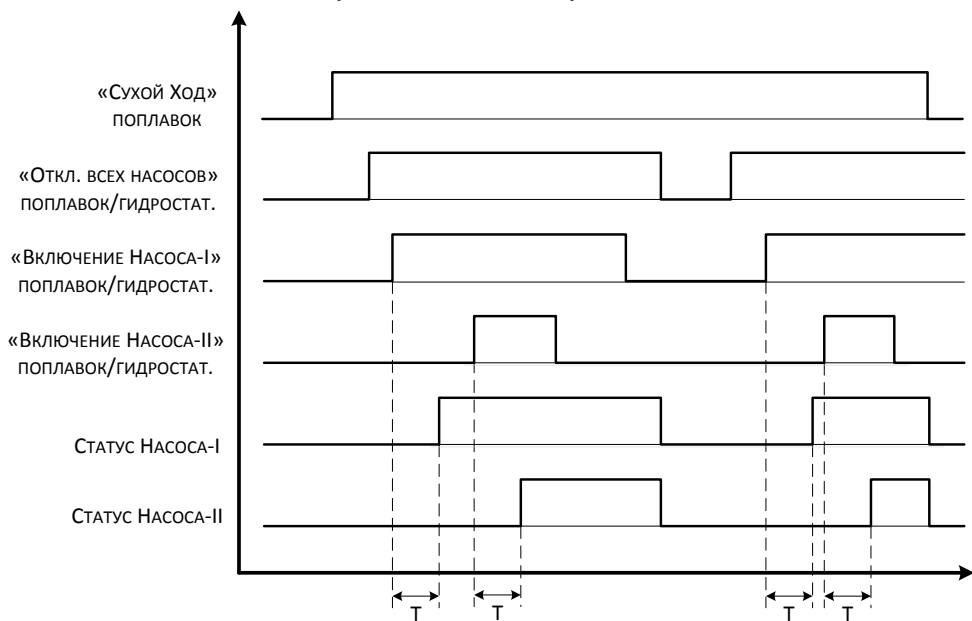 «Сухой Ход»
поплавок
«Откл. всех насосов»
поплавок/гидростат.
«Включение Насоса-I»
поплавок/гидростат.
«Включение Насоса-II»
поплавок/гидростат.
Статус Насоса-I
Статус Насоса-II
T T T T